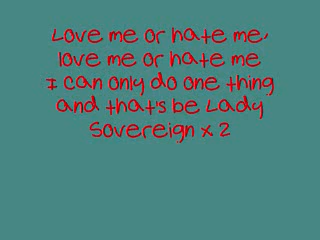 Love me or hate me,
love me or hate me
I can only do one thing
and that's be Lady
Sovereign x 2